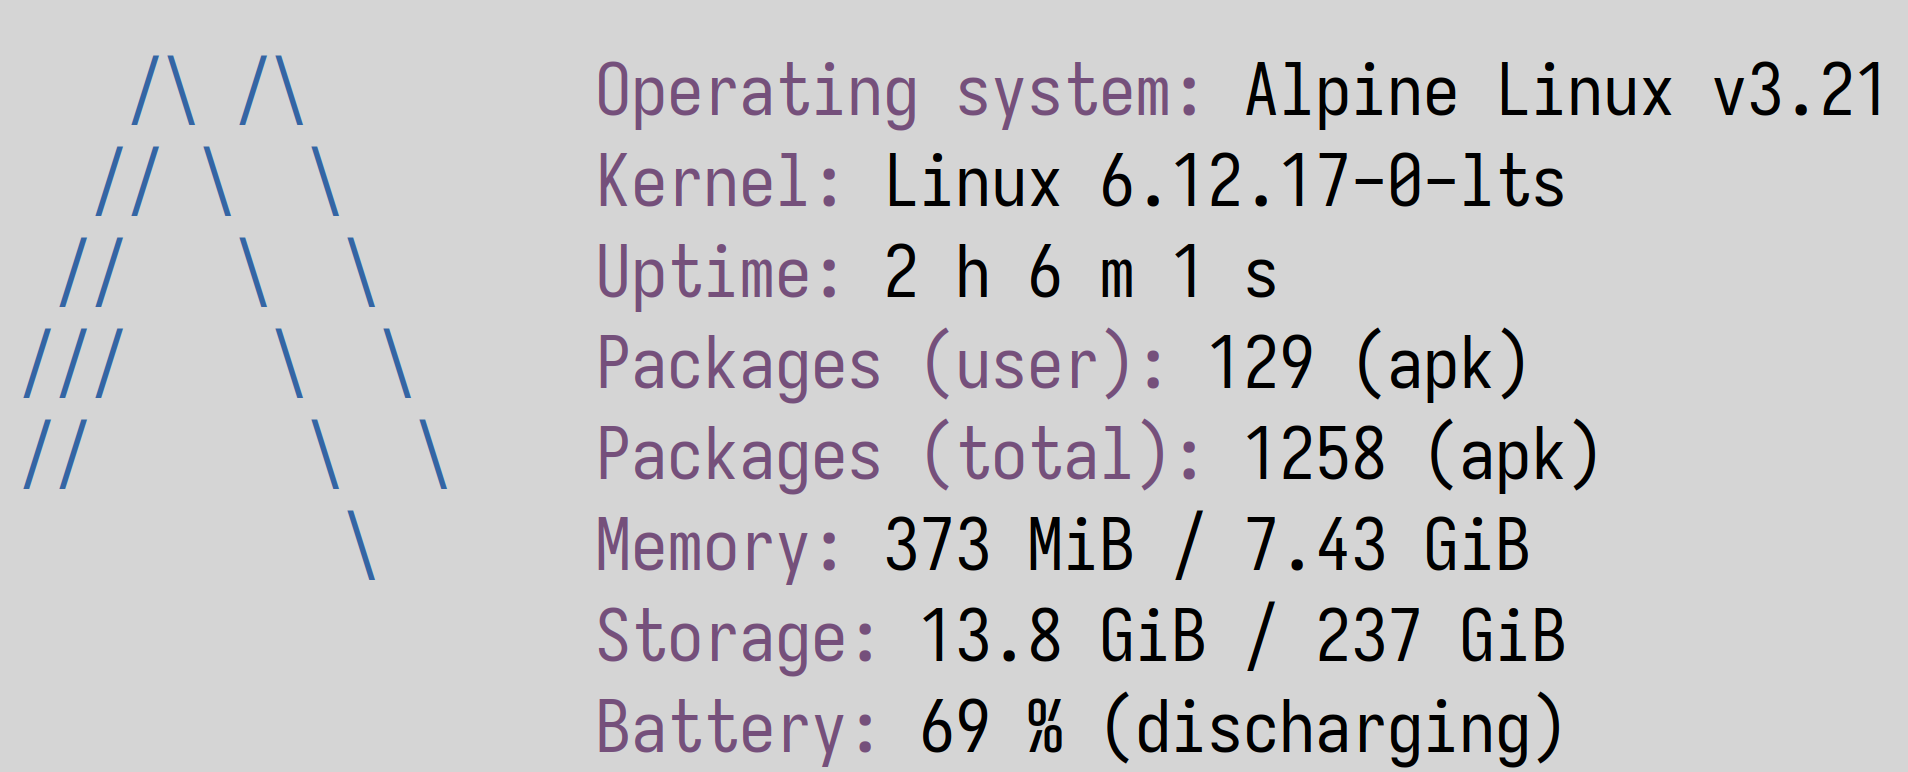 Operating system: Alpine Linux v3.21
Kernel: Linux 6.12.17-0-lts
Uptime: 2 h 6 m 1 s
Packages (user): 129 (apk)
Packages (total): 1258 (apk)
Memory: 373 MiB / 7.43 GiB
Storage: 13.8 GiB / 237 GiB
Battery: 69 % (discharging)